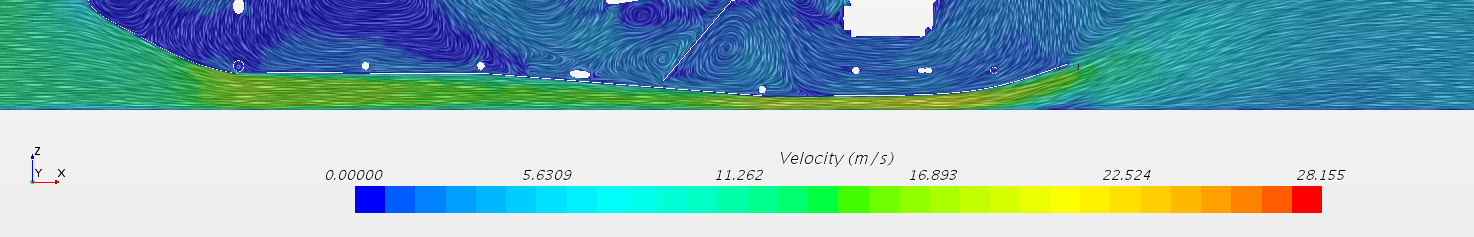 Velocity (m/s)
0.00000 5.6309 11.262 16.893 22.524 28.155
Z
Y X